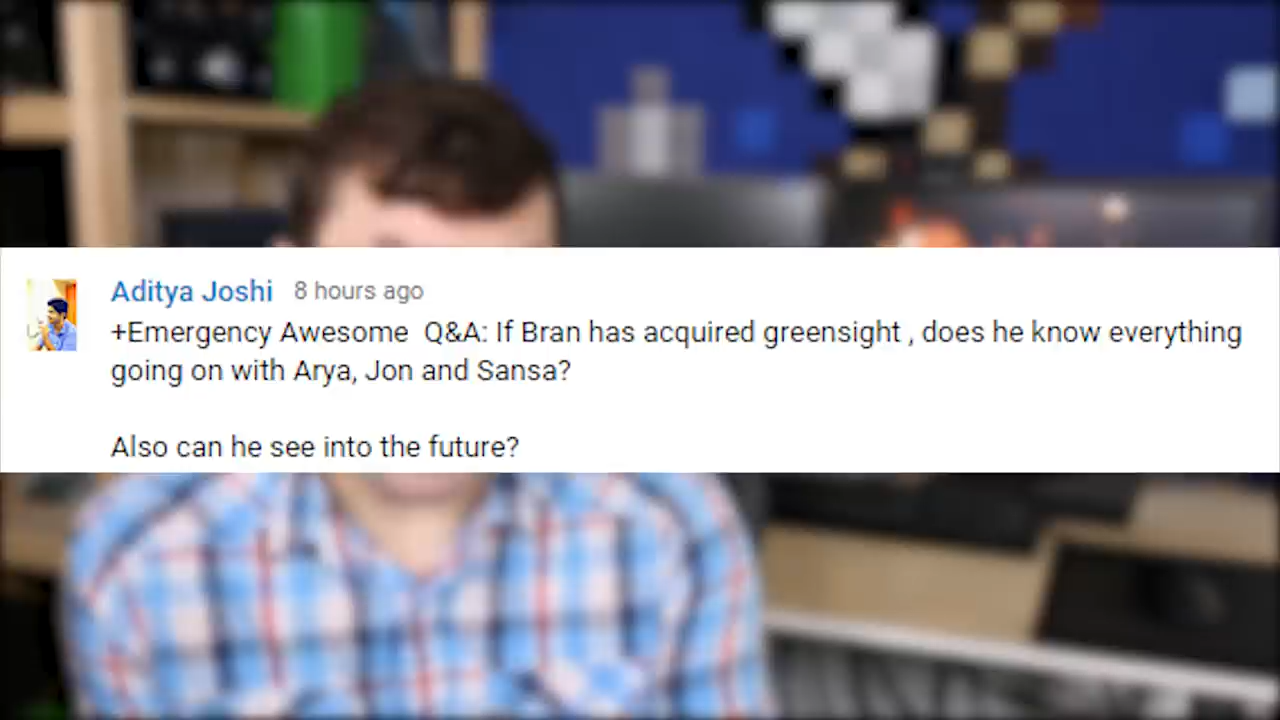 Aditya Joshi 8 hours ago
+Emergency Awesome Q&A: If Bran has acquired greensight , does he know everything
going on with Arya, Jon and Sansa?
Also can he see into the future?